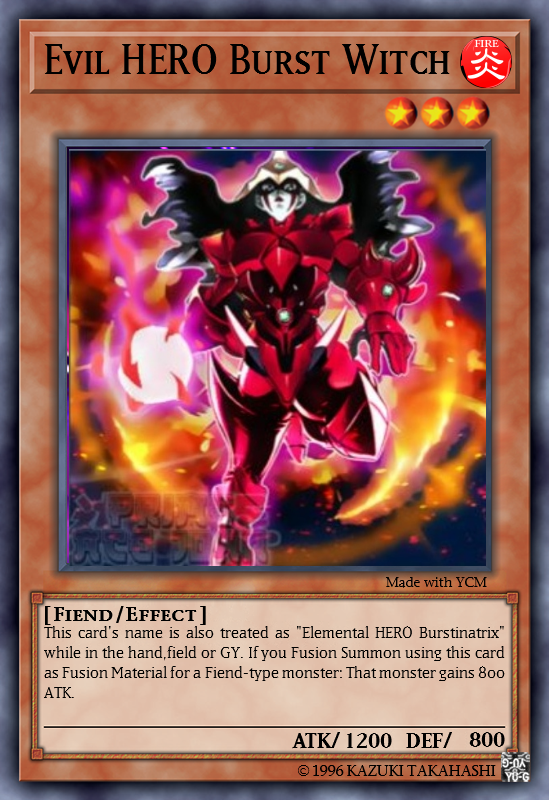 Evil HERO Burst Witch
FIRE
炎
Made with YCM
[Fiend/Effect]
This card's name is also treated as "Elemental HERO Burstinatrix"
while in the hand,field or GY. If you Fusion Summon using this card
as Fusion Material for a Fiend-type monster: That monster gains 800
ATK.
ATK/ 1200 DEF/ 800
©1996 KAZUKI TAKAHASHI